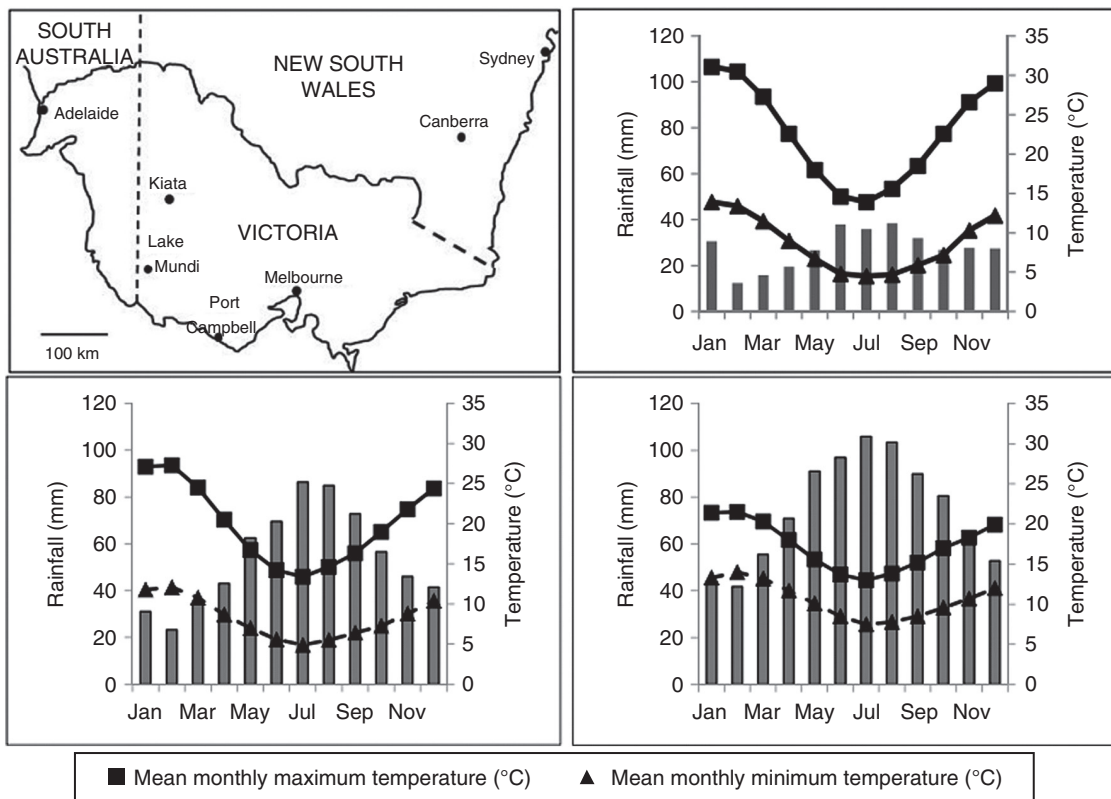 SOUTH
AUSTRALIA
NEW SOUTH
WALES
Sydney
Adelaide
Canberra
Kiata
VICTORIA
Lake
Mundi
Melbourne
Port
Campbell
100 km
120
100
80
60
40
20
0
Rainfall (mm)
35
30
25
20
15
10
5
0
Temperature (°C)
Jan Mar May Jul Sep Nov
120
100
80
60
40
20
0
Rainfall (mm)
35
30
25
20
15
10
5
0
Temperature (°C)
Jan Mar May Jul Sep Nov
120
100
80
60
40
20
0
Rainfall (mm)
35
30
25
20
15
10
5
0
Temperature (°C)
Jan Mar May Jul Sep Nov
Mean monthly maximum temperature (°C) Mean monthly minimum temperature (°C)